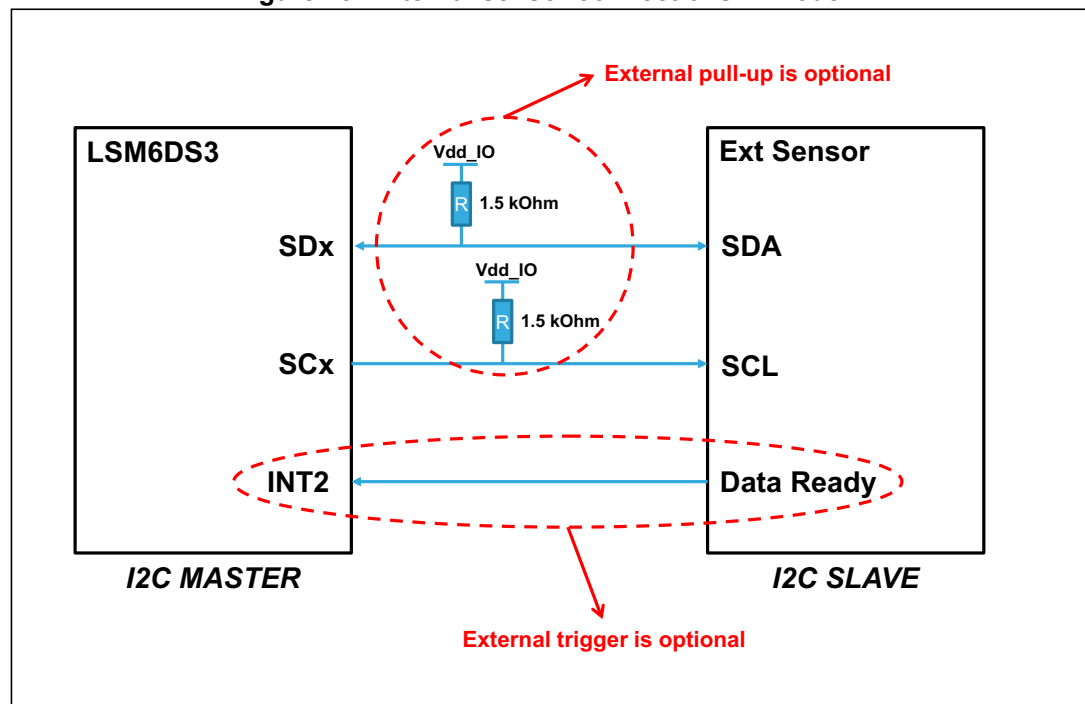 External pull-up is optional
LSM6DS3
Ext Sensor
Vdd_IO
R
1.5 kOhm
SDx
SDA
Vdd_IO
R
1.5 kOhm
SCx
SCL
INT2
Data Ready
I2C MASTER
I2C SLAVE
External trigger is optional